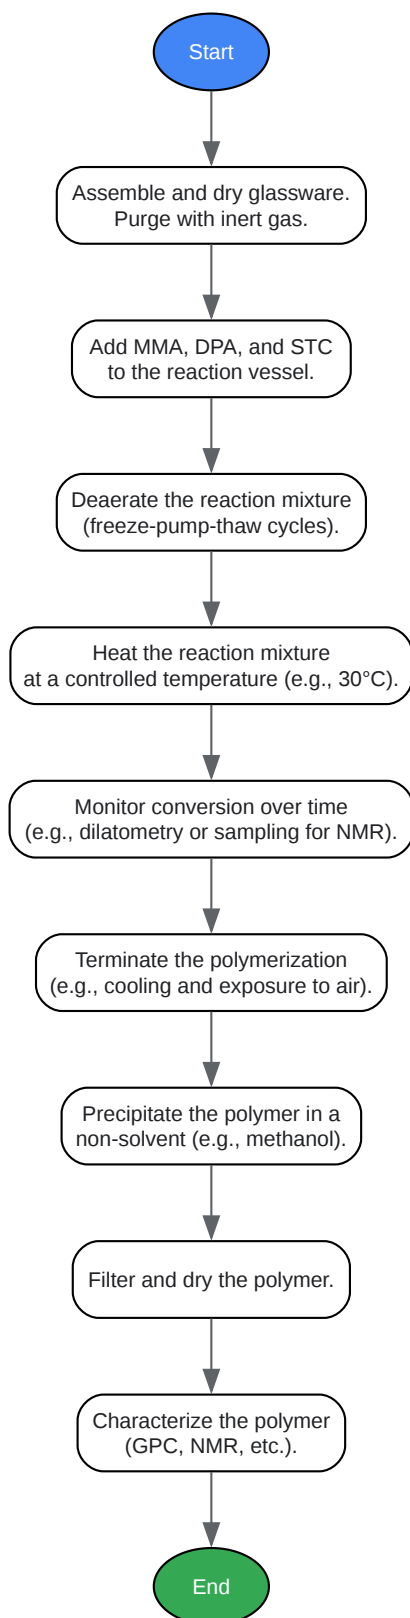 Start
Assemble and dry glassware.
Purge with inert gas.
Add MMA, DPA, and STC
to the reaction vessel.
Deaerate the reaction mixture
(freeze-pump-thaw cycles).
Heat the reaction mixture
at a controlled temperature (e.g., 30°C).
Monitor conversion over time
(e.g., dilatometry or sampling for NMR).
Terminate the polymerization
(e.g., cooling and exposure to air).
Precipitate the polymer in a
non-solvent (e.g., methanol).
Filter and dry the polymer.
Characterize the polymer
(GPC, NMR, etc.).
End